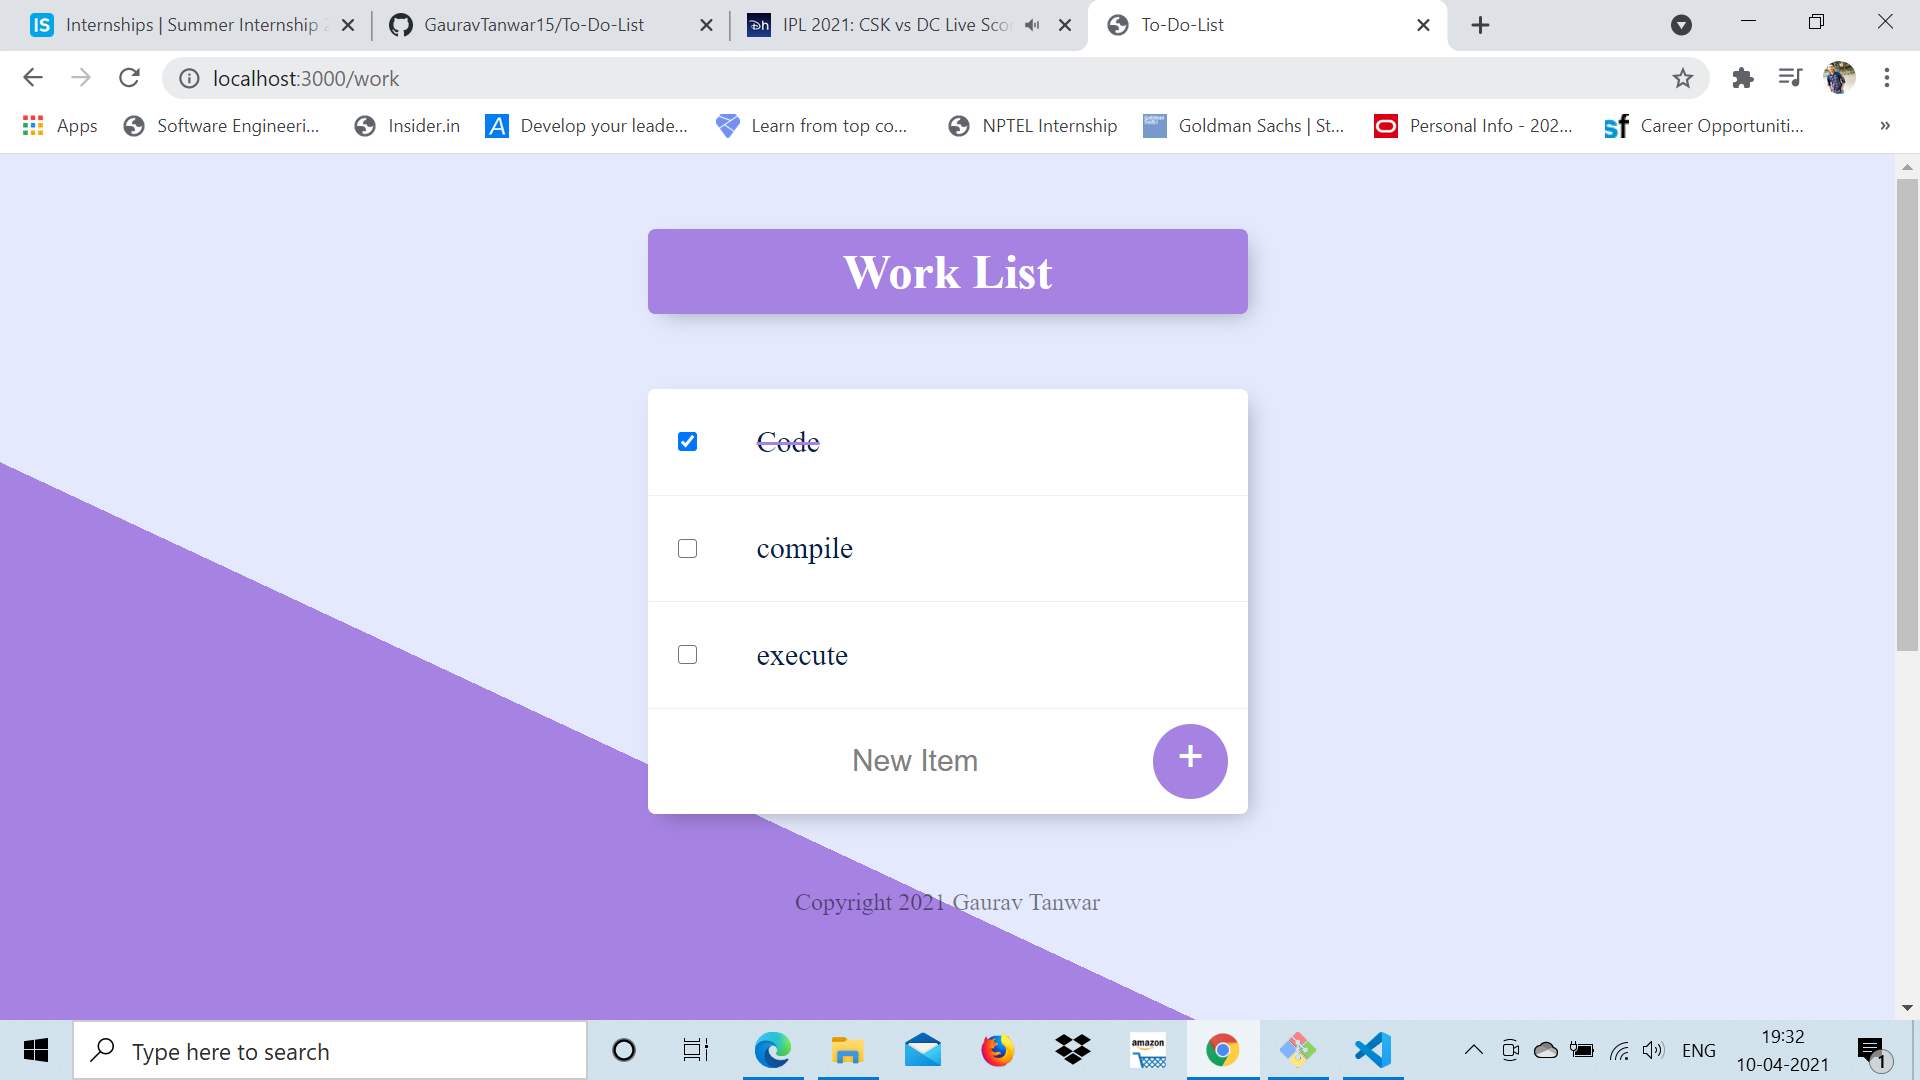 IS Internships | Summer Internship
GauravTanwar15/To-Do-List
Dh IPL 2021: CSK vs DC Live Sco
To-Do-List
localhost:3000/work
Apps
Software Engineeri...
Insider.in
A Develop your leade...
Learn from top co...
NPTEL Internship
Goldman Sachs | St...
Personal Info - 202...
sf Career Opportuniti...
»
Work List
Code
compile
execute
New Item
+
Copyright 2021 Gaurav Tanwar
Type here to search
amazon
ENG
19:32
10-04-2021
1